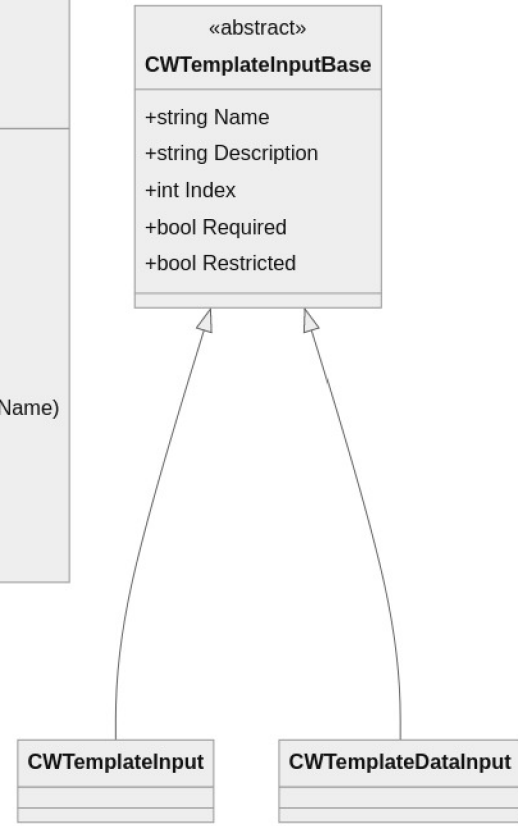 «abstract»
CWTemplateInputBase
+string Name
+string Description
+int Index
+bool Required
+bool Restricted
Name)
CWTemplateInput
CWTemplateDataInput